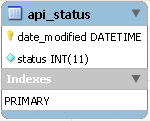 api_status
date_modified DATETIME
status INT(11)
Indexes
PRIMARY